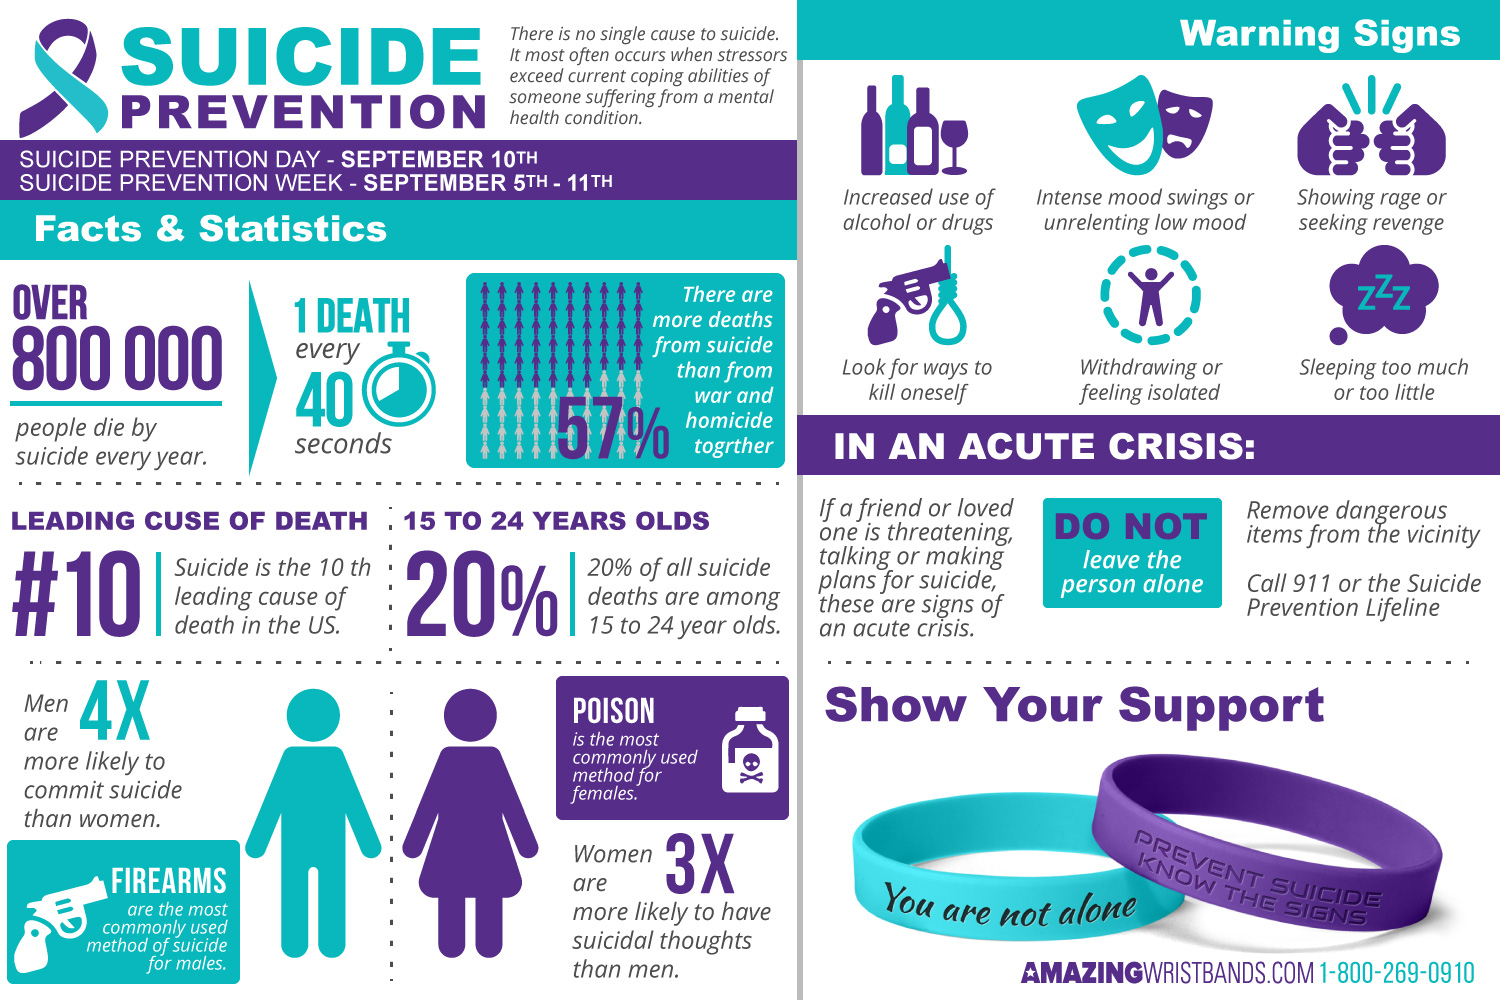 SUICIDE
PREVENTION
There is no single cause to suicide.
It most often occurs when stressors
exceed current coping abilities of
someone suffering from a mental
health condition.
SUICIDE PREVENTION DAY - SEPTEMBER 10TH
SUICIDE PREVENTION WEEK - SEPTEMBER 5TH - 11TH
Facts & Statistics
OVER
800 000
people die by
suicide every year.
1 DEATH
every
40
seconds
There are
more deaths
from suicide
than from
war and
homicide
togrther
57%
LEADING CUSE OF DEATH
#10
Suicide is the 10 th
leading cause of
death in the US.
15 TO 24 YEARS OLDS
20%
20% of all suicide
deaths are among
15 to 24 year olds.
Men
are
4X
more likely to
commit suicide
than women.
FIREARMS
are the most
commonly used
method of suicide
for males.
POISON
is the most
commonly used
method for
females.
Women
are
3X
more likely to have
suicidal thoughts
than men.
Warning Signs
Increased use of
alcohol or drugs
Intense mood swings or
unrelenting low mood
Showing rage or
seeking revenge
Look for ways to
kill oneself
Withdrawing or
feeling isolated
ZZZ
Sleeping too much
or too little
IN AN ACUTE CRISIS:
If a friend or loved
one is threatening,
talking or making
plans for suicide,
these are signs of
an acute crisis.
DO NOT
leave the
person alone
Remove dangerous
items from the vicinity
Call 911 or the Suicide
Prevention Lifeline
Show Your Support
You are not alone
PREVENT SUICIDE
KNOW THE SIGNS
AMAZINGWRISTBANDS.COM 1-800-269-0910